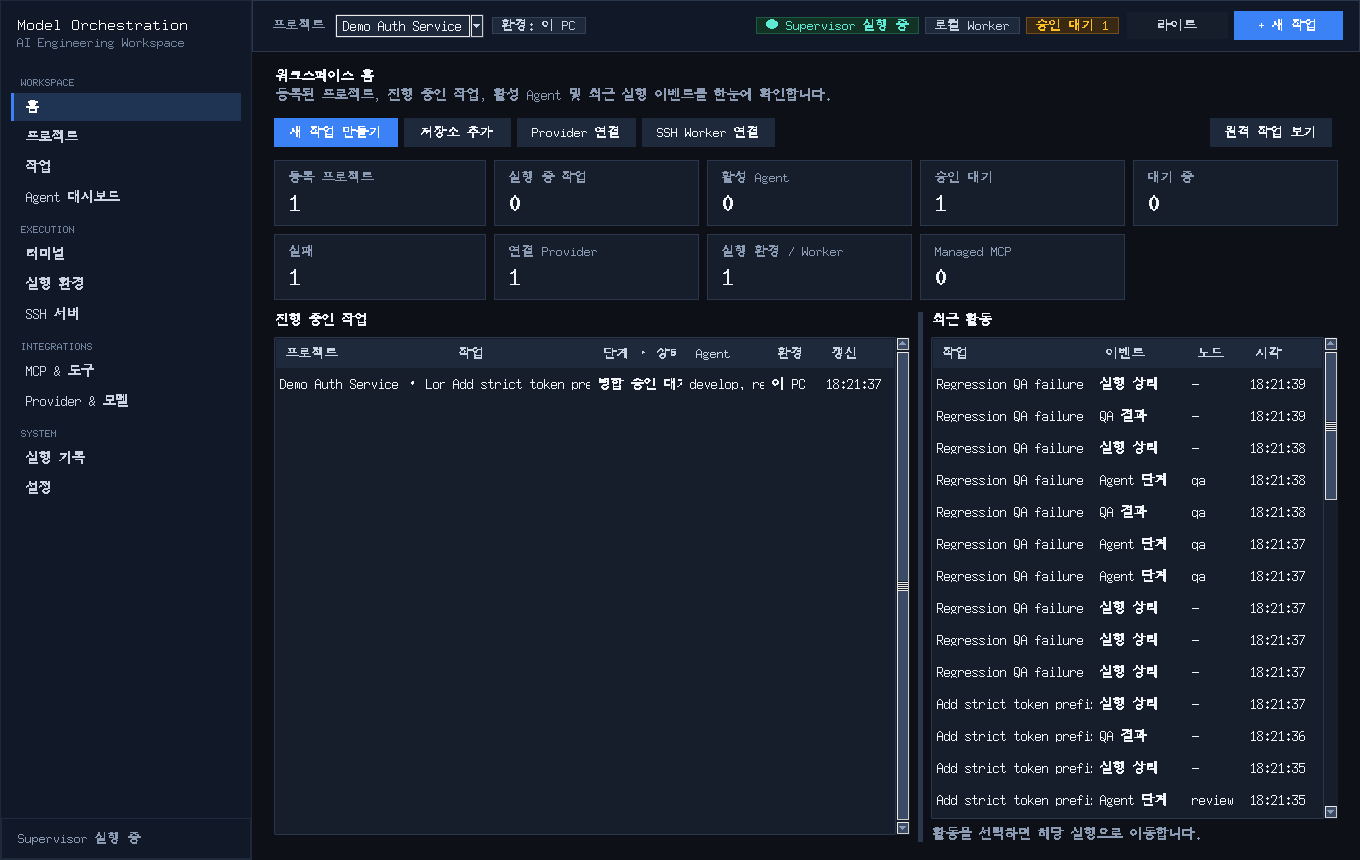 Model Orchestration
AI Engineering Workspace
WORKSPACE
홈
프로젝트
작업
Agent 대시보드
EXECUTION
터미널
실행 환경
SSH 서버
INTEGRATIONS
MCP & 도구
Provider & 모델
SYSTEM
실행 기록
설정
Supervisor 실행 중
프로젝트 Demo Auth Service 환경: 이 PC Supervisor 실행 중 로컬 Worker 승인 대기 1 라이트 + 새 작업
워크스페이스 홈
등록된 프로젝트, 진행 중인 작업, 활성 Agent 및 최근 실행 이벤트를 한눈에 확인합니다.
새 작업 만들기 저장소 추가 Provider 연결 SSH Worker 연결 원격 작업 보기
등록 프로젝트 실행 중 작업 활성 Agent 승인 대기 대기 중
1 0 0 1 0
실패 연결 Provider 실행 환경 / Worker Managed MCP
1 1 1 0
진행 중인 작업
프로젝트 작업 단계 · 상태 Agent 환경 갱신
Demo Auth Service • Lor Add strict token pre 병합 승인 대기 develop, re 이 PC 18:21:37
최근 활동
작업 이벤트 노드 시각
Regression QA failure 실행 상태 – 18:21:39
Regression QA failure QA 결과 – 18:21:39
Regression QA failure 실행 상태 – 18:21:38
Regression QA failure Agent 단계 qa 18:21:38
Regression QA failure QA 결과 qa 18:21:38
Regression QA failure Agent 단계 qa 18:21:37
Regression QA failure Agent 단계 qa 18:21:37
Regression QA failure 실행 상태 – 18:21:37
Regression QA failure 실행 상태 – 18:21:37
Regression QA failure 실행 상태 – 18:21:37
Add strict token prefi: 실행 상태 – 18:21:37
Add strict token prefi: QA 결과 – 18:21:36
Add strict token prefi: 실행 상태 – 18:21:35
Add strict token prefi: Agent 단계 review 18:21:35
활동을 선택하면 해당 실행으로 이동합니다.